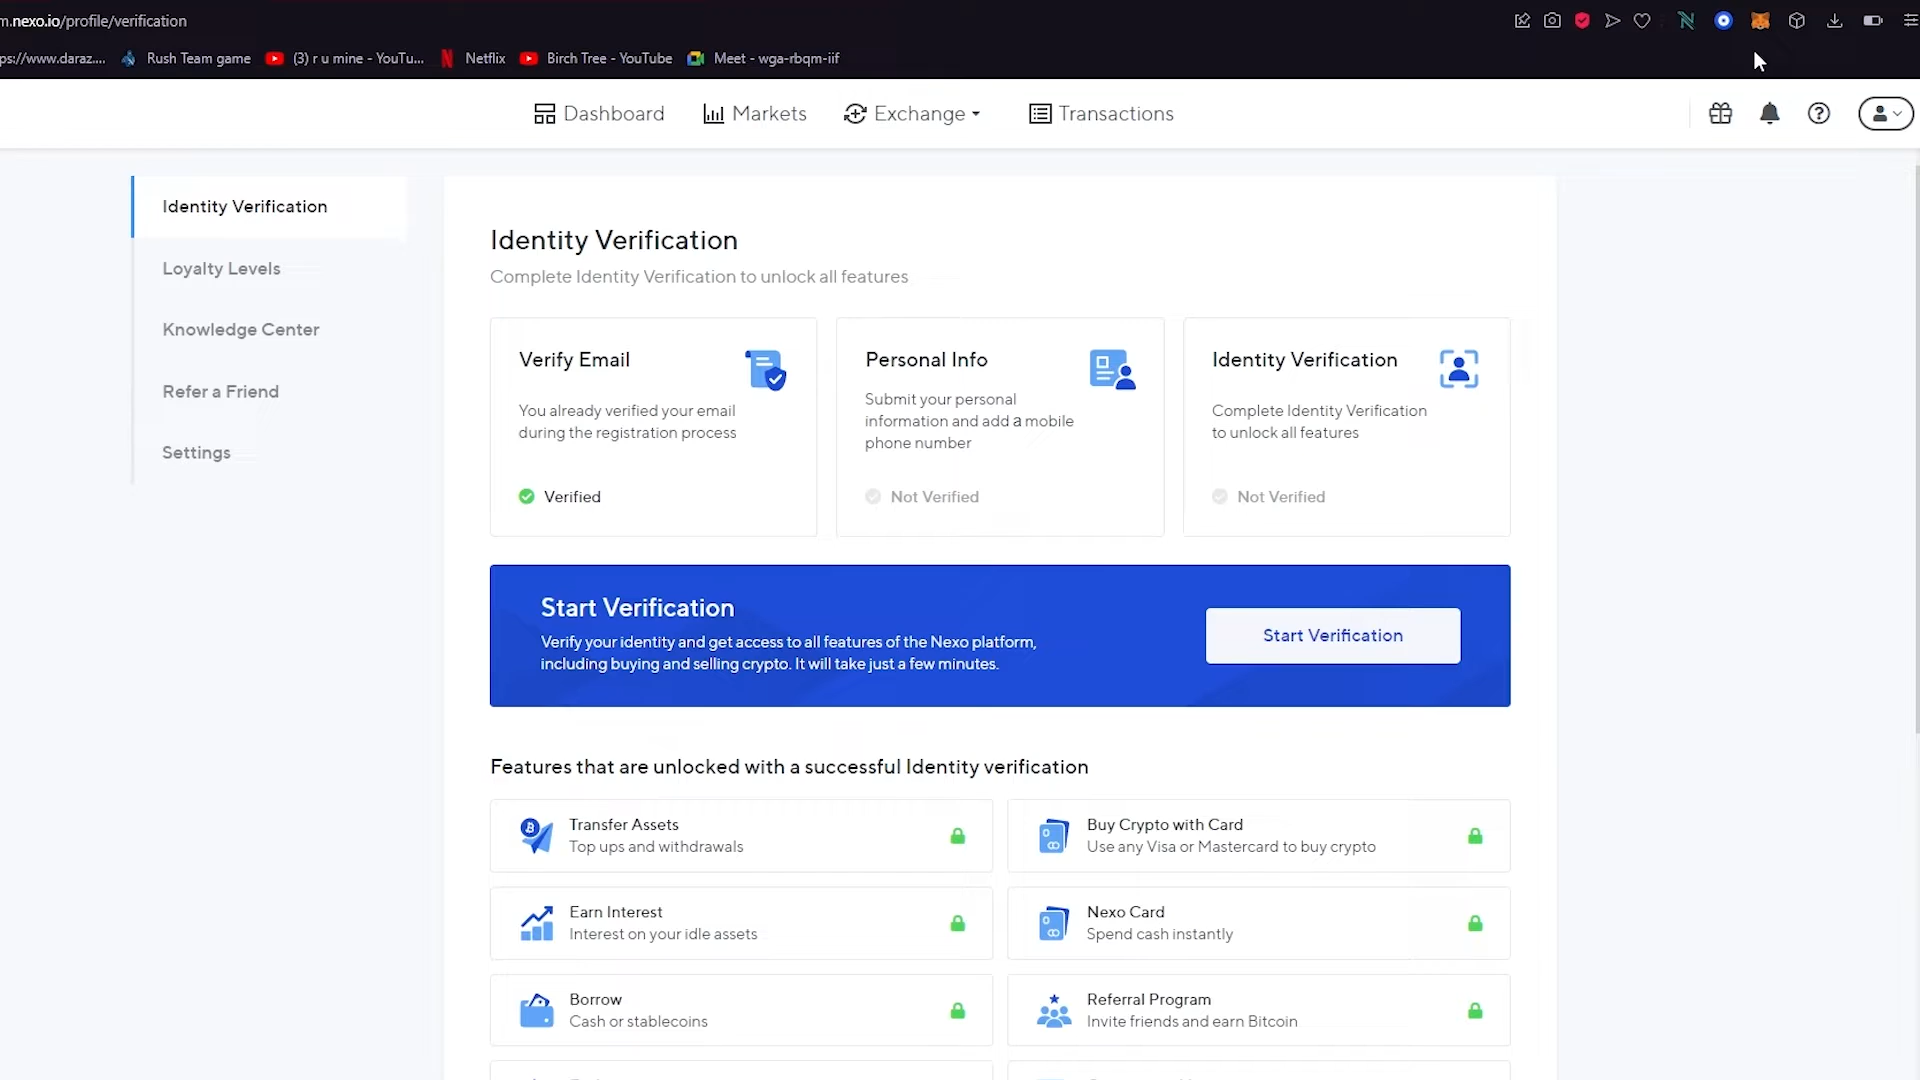 m.nexo.io/profile/verification
ps://www.daraz....
Rush Team game
(3) r u mine - YouTu...
Netflix
Birch Tree - YouTube
Meet - wga-rbqm-iif
Dashboard
Markets
Exchange
Transactions
Identity Verification
Loyalty Levels
Knowledge Center
Refer a Friend
Settings
Identity Verification
Complete Identity Verification to unlock all features
Verify Email
You already verified your email
during the registration process
Verified
Personal Info
Submit your personal
information and add a mobile
phone number
Not Verified
Identity Verification
Complete Identity Verification
to unlock all features
Not Verified
Start Verification
Verify your identity and get access to all features of the Nexo platform,
including buying and selling crypto. It will take just a few minutes.
Start Verification
Features that are unlocked with a successful Identity verification
Transfer Assets
Top ups and withdrawals
Buy Crypto with Card
Use any Visa or Mastercard to buy crypto
Earn Interest
Interest on your idle assets
Nexo Card
Spend cash instantly
Borrow
Cash or stablecoins
Referral Program
Invite friends and earn Bitcoin